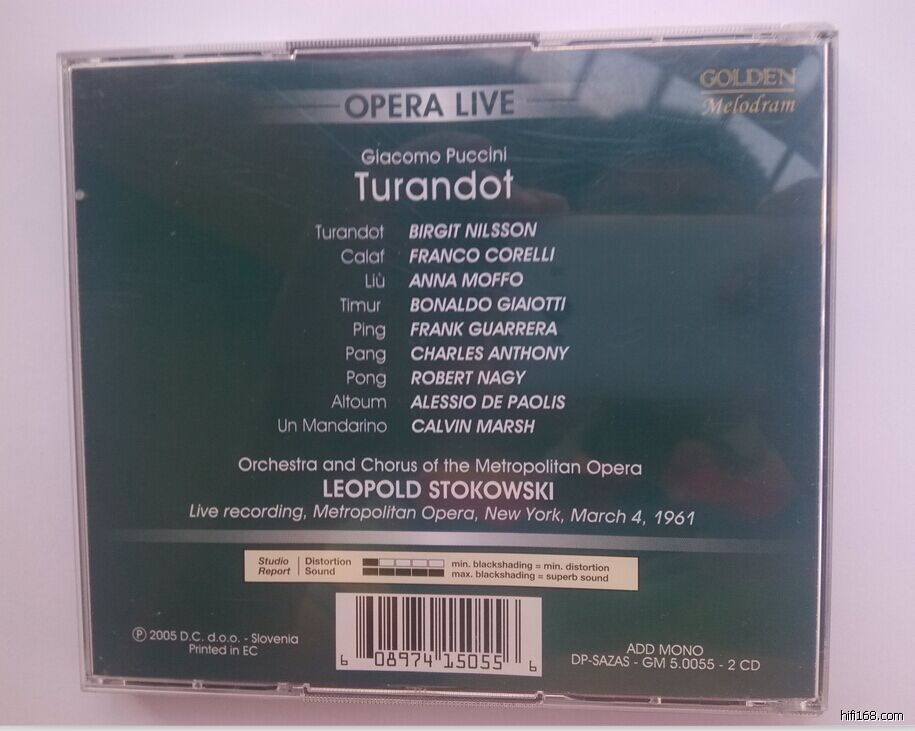 GOLDEN
Melodram
OPERA LIVE
Giacomo Puccini
Turandot
Turandot BIRGIT NILSSON
Calaf FRANCO CORELLI
Liù ANNA MOFFO
Timur BONALDO GIAIOTTI
Ping FRANK GUARRERA
Pang CHARLES ANTHONY
Pong ROBERT NAGY
Altoum ALESSIO DE PAOLIS
Un Mandarino CALVIN MARSH
Orchestra and Chorus of the Metropolitan Opera
LEOPOLD STOKOWSKI
Live recording, Metropolitan Opera, New York, March 4, 1961
Studio Report
Distortion
Sound
min. blackshading = min. distortion
max. blackshading = superb sound
℗ 2005 D.C. d.o.o. - Slovenia
Printed in EC
6 08974 15055 6
ADD MONO
DP-SAZAS - GM 5.0055 - 2 CD
hifi168.com